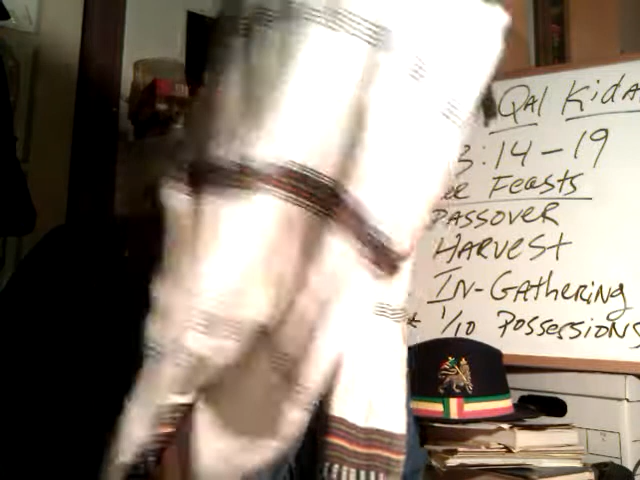 Qal Kida
3:14-19
Feasts
PASSOVER
HARVEST
IN-GATHERING
* 1/10 POSSESSIONS